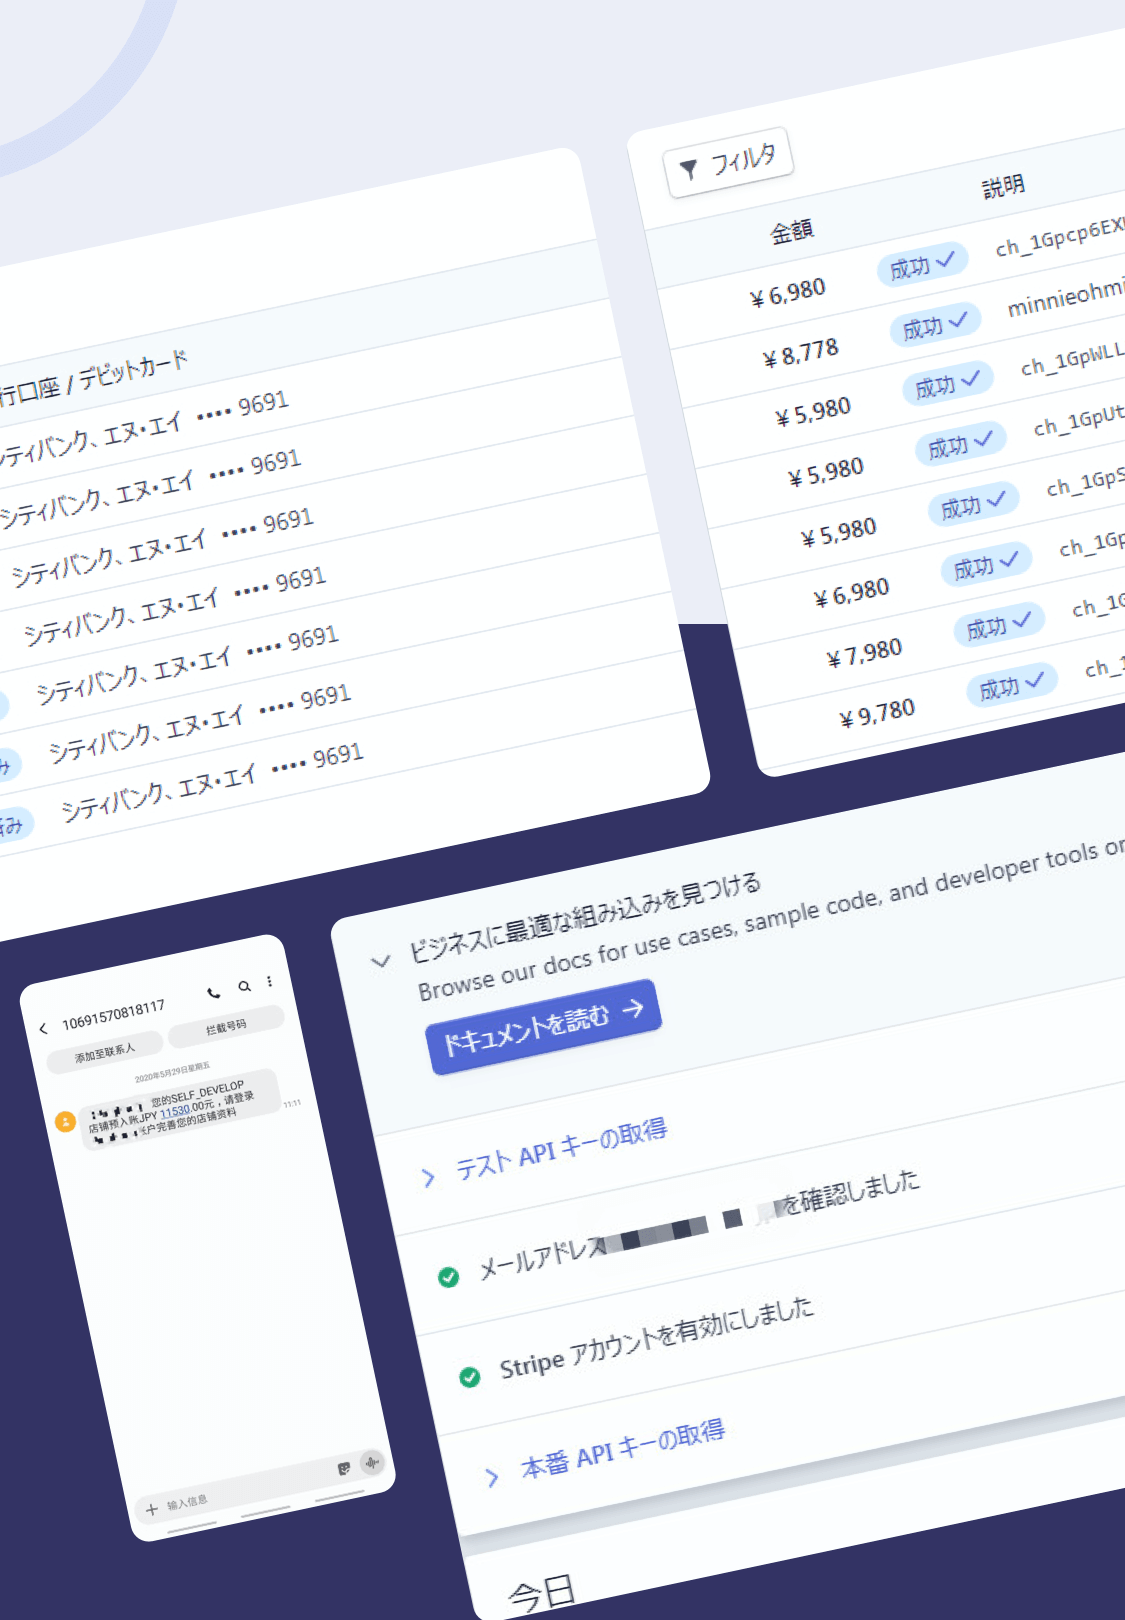 フィルタ
金額 説明
¥ 6,980 成功 ch_1Gpcp6EX
¥ 8,778 成功 minnieohmi
¥ 5,980 成功 ch_1GpWLL
¥ 5,980 成功 ch_1GpUt
¥ 5,980 成功 ch_1GpS
¥ 6,980 成功 ch_1Gp
¥ 7,980 成功 ch_1G
¥ 9,780 成功 ch_1
行口座 / デビットカード
シティバンク、エヌ・エイ •••• 9691
シティバンク、エヌ・エイ •••• 9691
シティバンク、エヌ・エイ •••• 9691
シティバンク、エヌ・エイ •••• 9691
シティバンク、エヌ・エイ •••• 9691
み シティバンク、エヌ・エイ •••• 9691
済み シティバンク、エヌ・エイ •••• 9691
ビジネスに最適な組み込みを見つける
Browse our docs for use cases, sample code, and developer tools or
ドキュメントを読む →
テスト API キーの取得
メールアドレス を確認しました
Stripe アカウントを有効にしました
本番 API キーの取得
今日
10691570818117
添加至联系人 拦截号码
2020年5月29日星期五
您的SELF_DEVELOP
店铺预入账JPY 11530.00元，请登录
账户完善您的店铺资料
11:11
输入信息